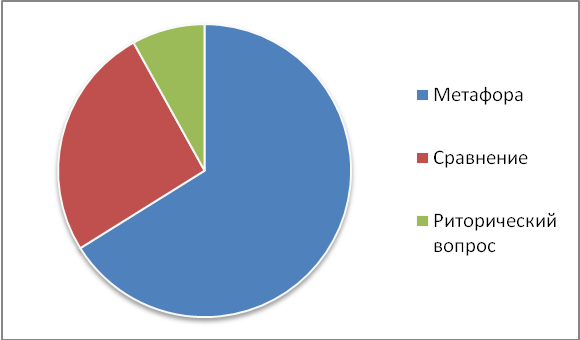 Метафора
Сравнение
Риторический
вопрос